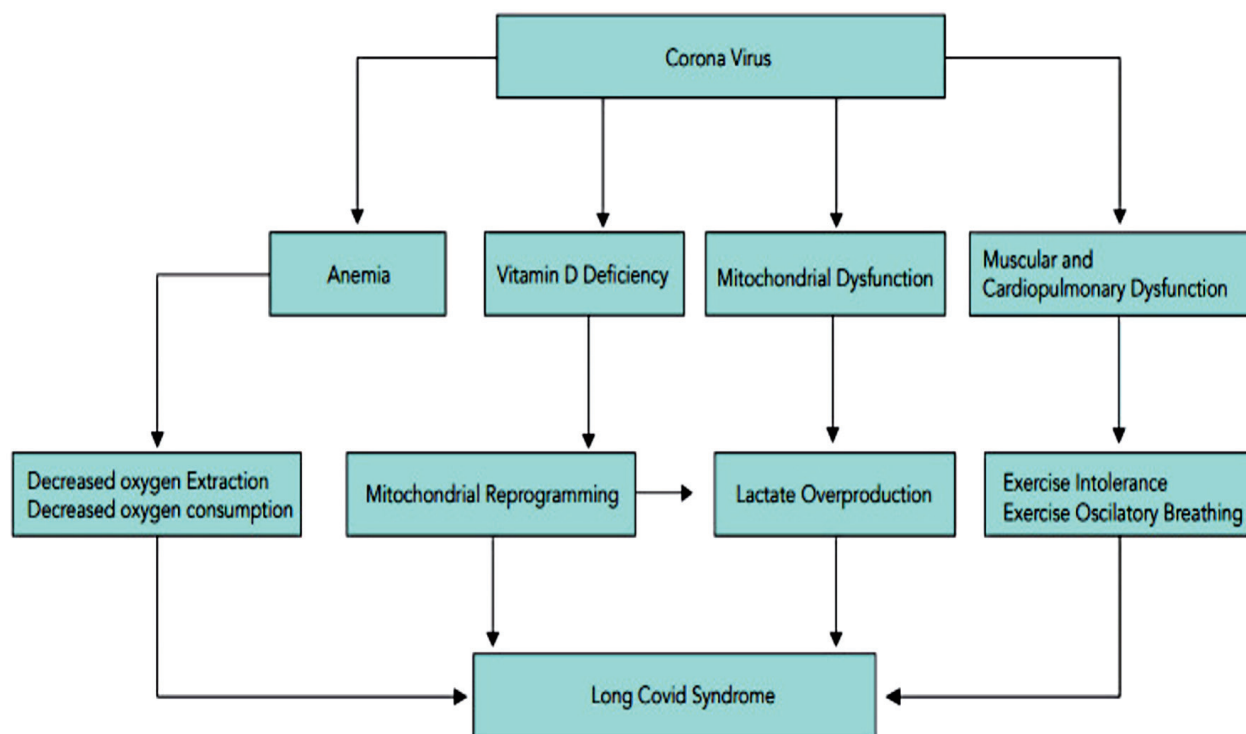 Corona Virus
Anemia
Vitamin D Deficiency
Mitochondrial Dysfunction
Muscular and
Cardiopulmonary Dysfunction
Decreased oxygen Extraction
Decreased oxygen consumption
Mitochondrial Reprogramming
Lactate Overproduction
Exercise Intolerance
Exercise Oscilatory Breathing
Long Covid Syndrome